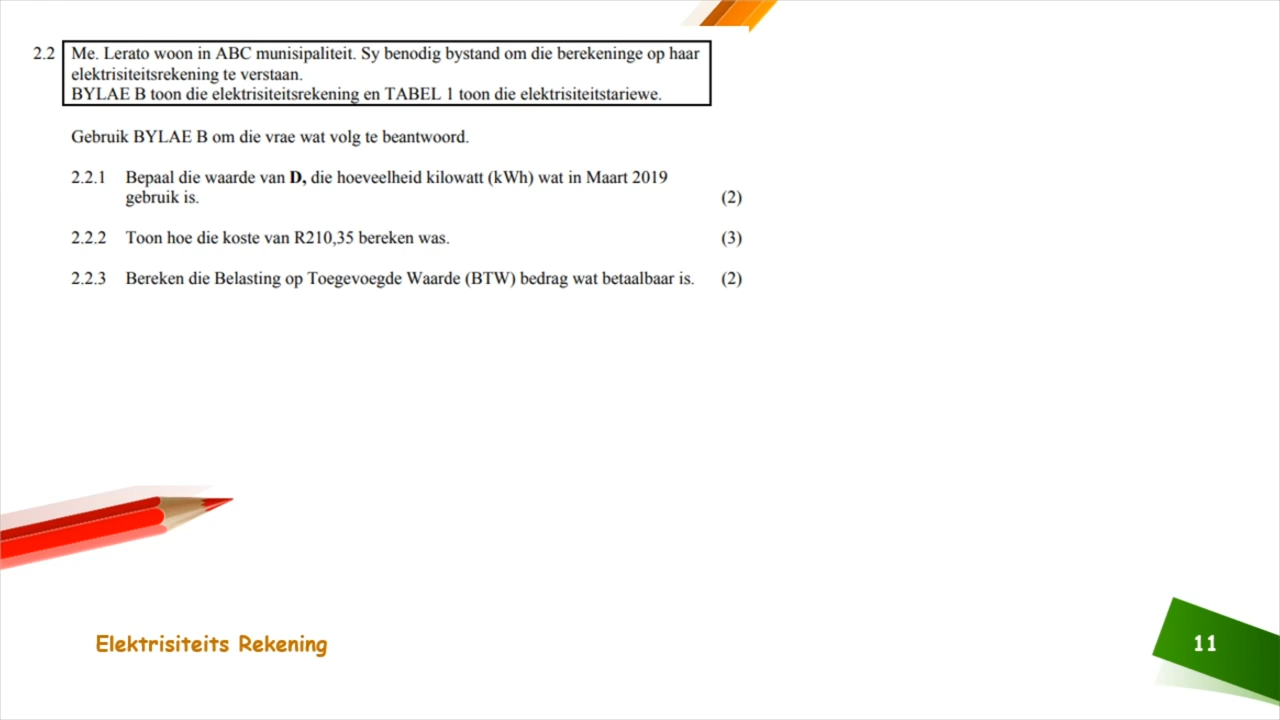 2.2 Me. Lerato woon in ABC munisipaliteit. Sy benodig bystand om die berekeninge op haar
elektrisiteitsrekening te verstaan.
BYLAE B toon die elektrisiteitsrekening en TABEL 1 toon die elektrisiteitstariewe.
Gebruik BYLAE B om die vrae wat volg te beantwoord.
2.2.1 Bepaal die waarde van D, die hoeveelheid kilowatt (kWh) wat in Maart 2019
gebruik is. (2)
2.2.2 Toon hoe die koste van R210,35 bereken was. (3)
2.2.3 Bereken die Belasting op Toegevoegde Waarde (BTW) bedrag wat betaalbaar is. (2)
Elektrisiteits Rekening
11